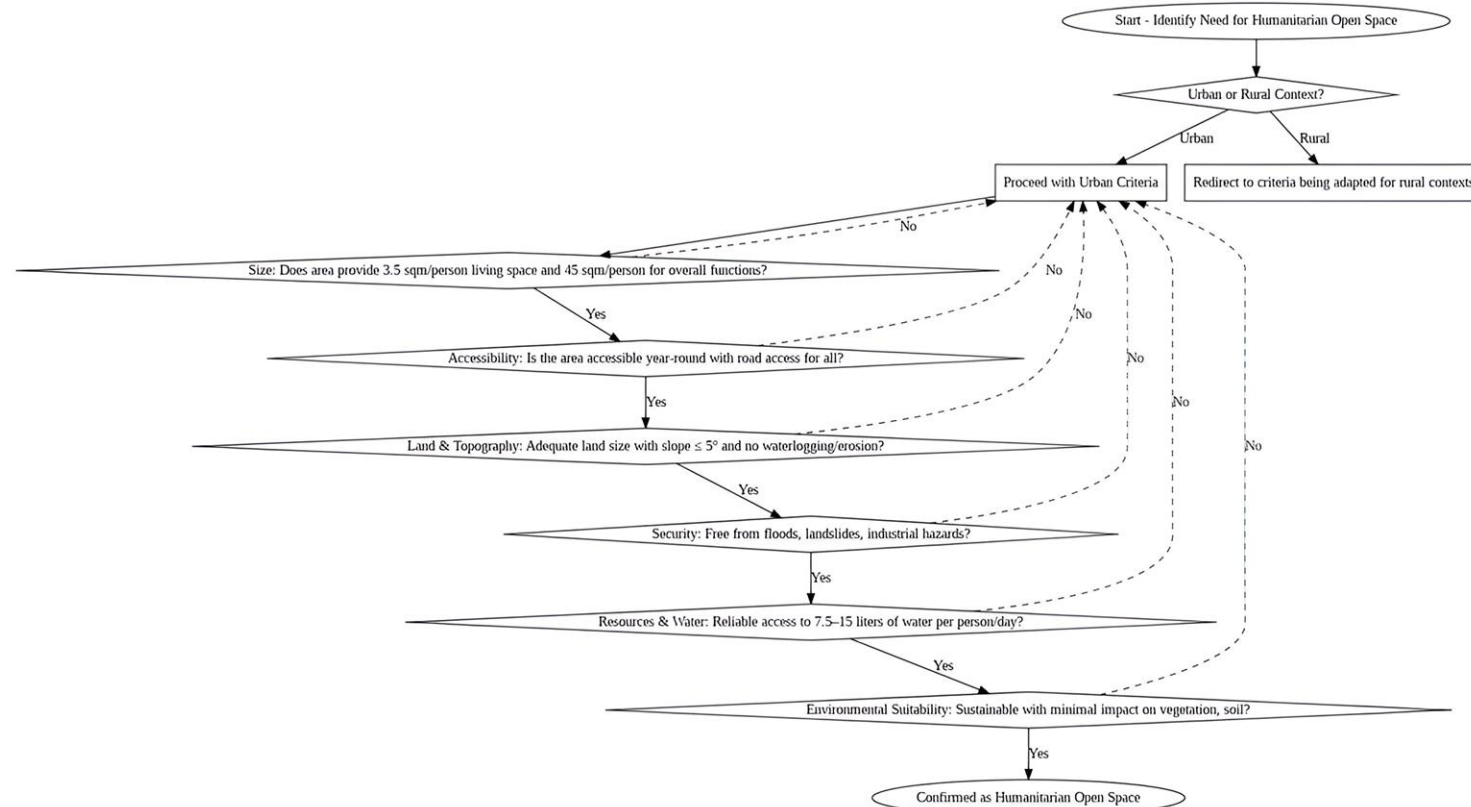 Start - Identify Need for Humanitarian Open Space
Urban or Rural Context?
Urban
Rural
Proceed with Urban Criteria
Redirect to criteria being adapted for rural contexts
No
Size: Does area provide 3.5 sqm/person living space and 45 sqm/person for overall functions?
No
Yes
No
Accessibility: Is the area accessible year-round with road access for all?
No
Yes
No
Land & Topography: Adequate land size with slope ≤ 5° and no waterlogging/erosion?
No
Yes
Security: Free from floods, landslides, industrial hazards?
Yes
Resources & Water: Reliable access to 7.5–15 liters of water per person/day?
Yes
Environmental Suitability: Sustainable with minimal impact on vegetation, soil?
Yes
Confirmed as Humanitarian Open Space